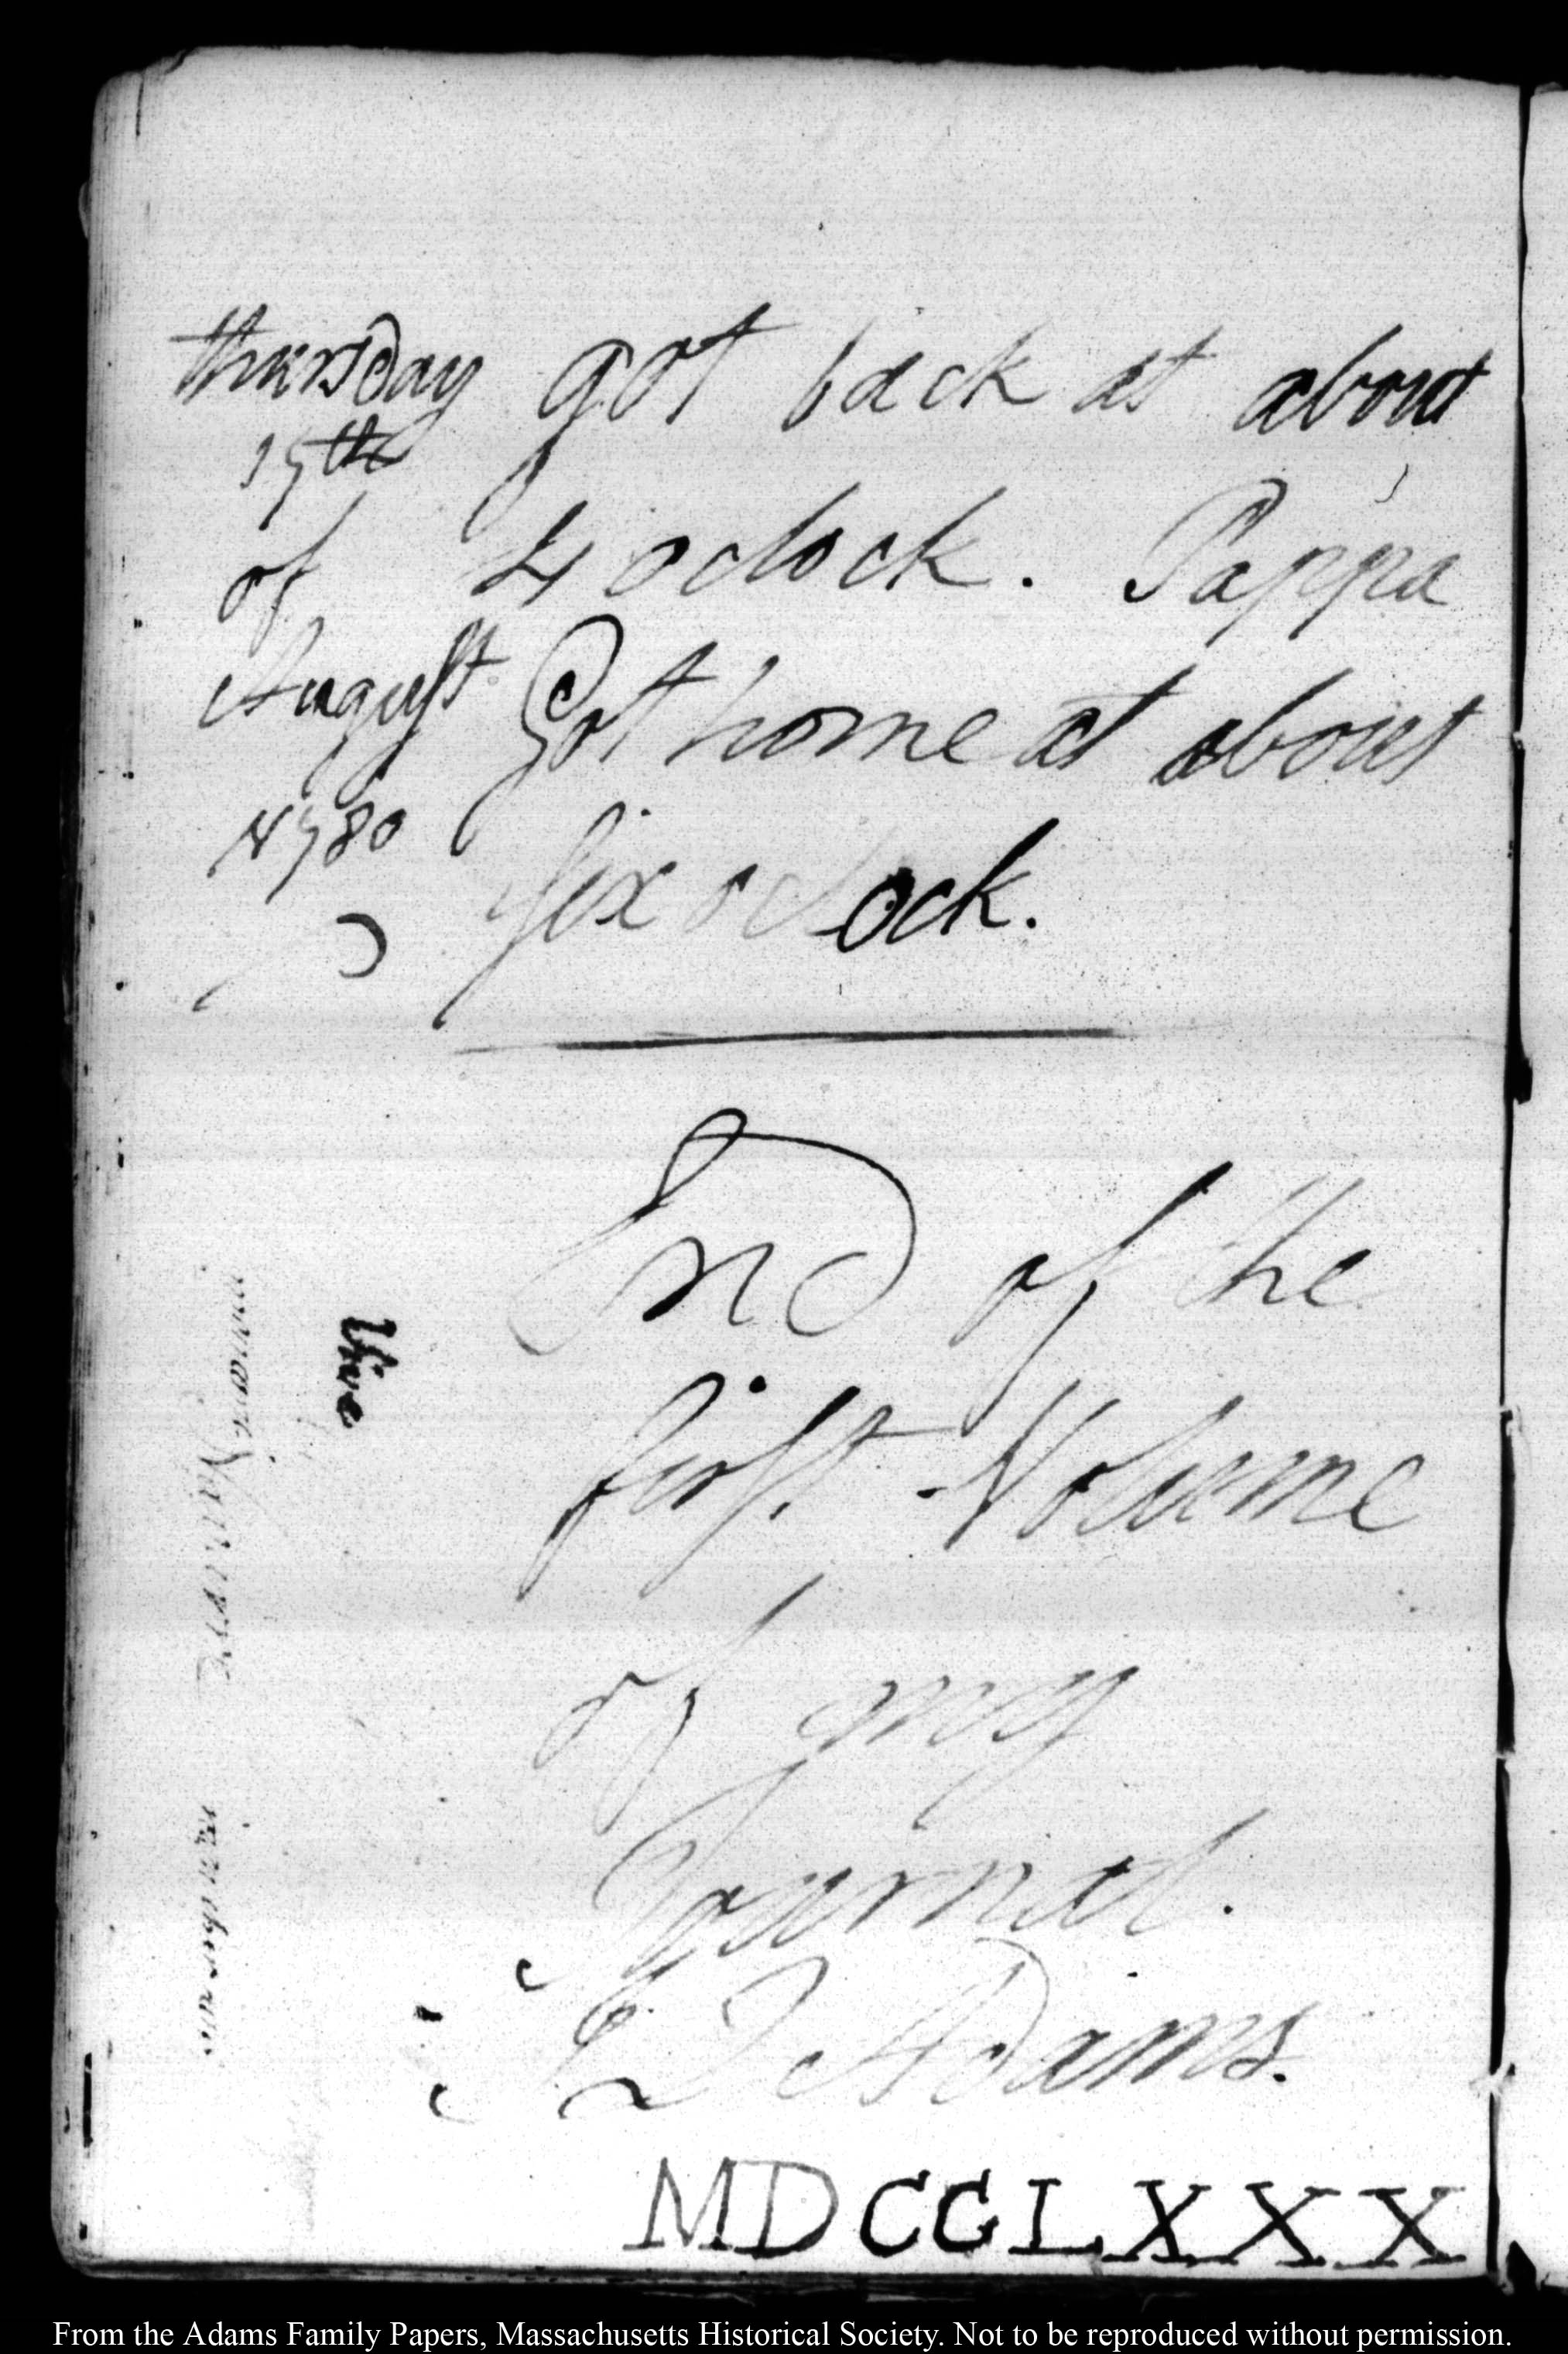 thursday
17th
of
August
1780
got back at about
4 oclock. Pappa
Got home at about
six oclock.
End of the
first Volume
of my
Journal.
J Q Adams.
MDCCLXXX
Vive
From the Adams Family Papers, Massachusetts Historical Society. Not to be reproduced without permission.